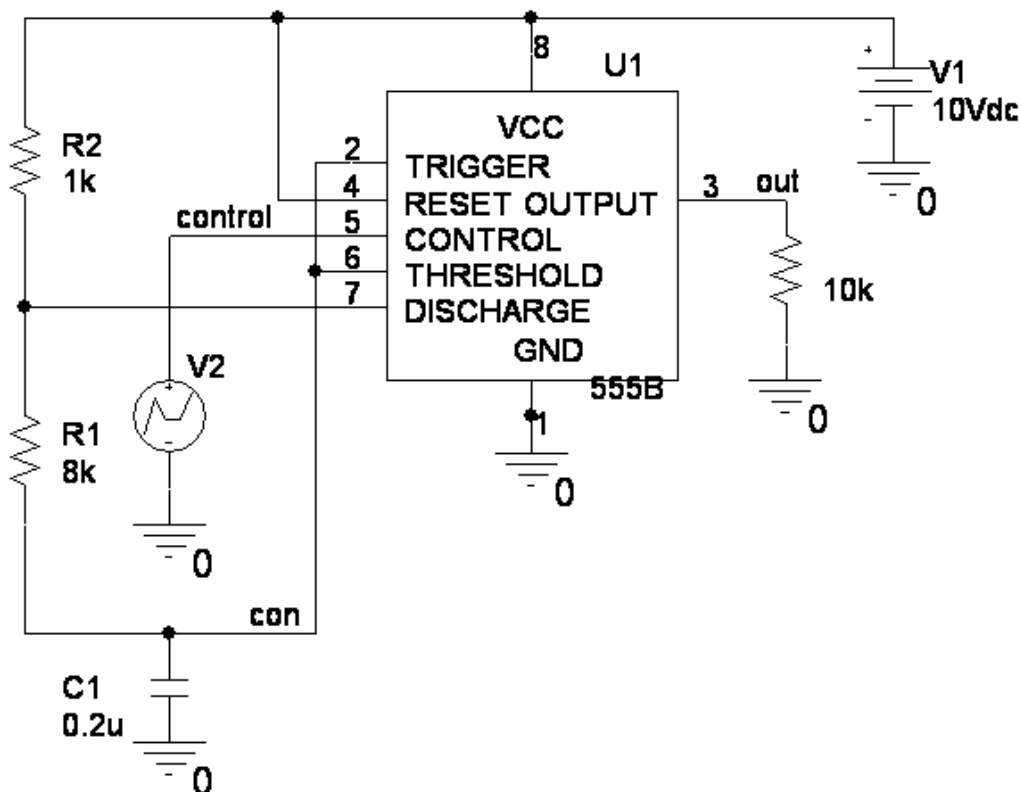 8
U1
V1
10Vdc
0
R2
1k
VCC
2
TRIGGER
4
RESET OUTPUT
3
out
control
5
CONTROL
6
THRESHOLD
7
DISCHARGE
10k
0
GND
555B
1
0
V2
R1
8k
0
con
C1
0.2u
0